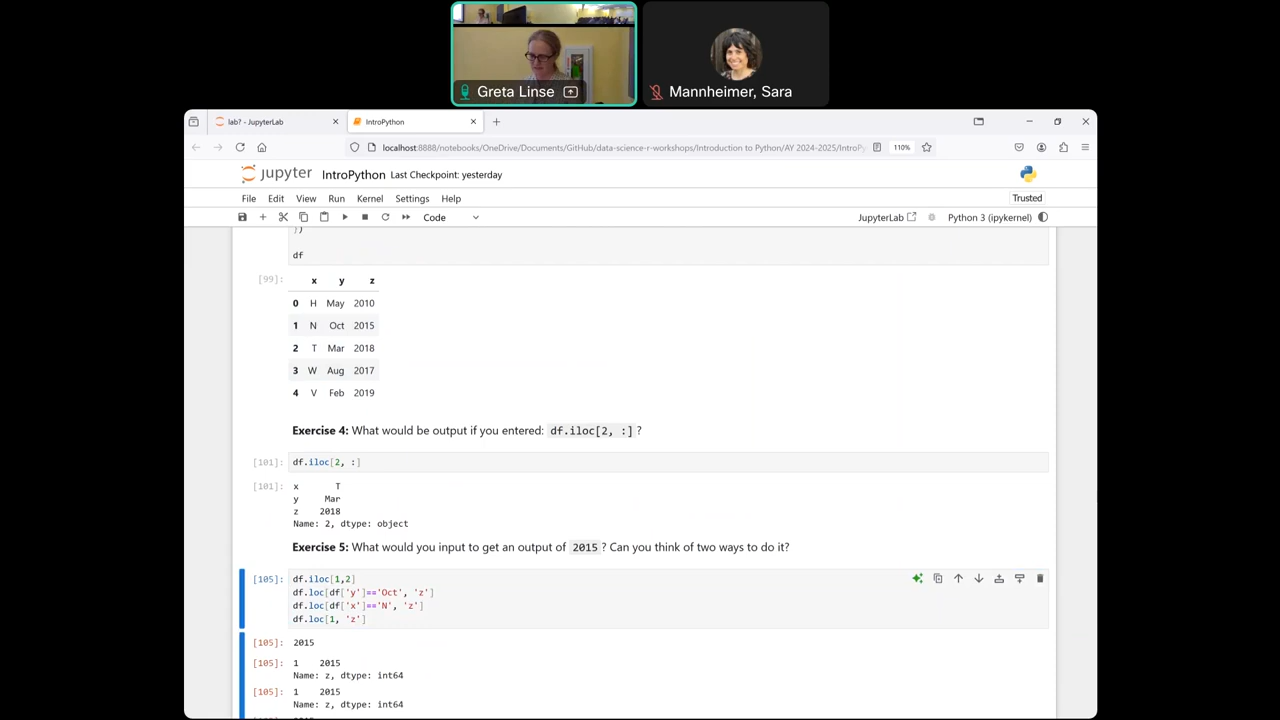 Greta Linse
Mannheimer, Sara
lab? - JupyterLab
IntroPython
localhost:8888/notebooks/OneDrive/Documents/GitHub/data-science-r-workshops/Introduction to Python/AY 2024-2025/IntroPy
110%
Jupyter IntroPython Last Checkpoint: yesterday
File Edit View Run Kernel Settings Help
Trusted
Code
JupyterLab Python 3 (ipykernel)
})
df
[99]:
x y z
0 H May 2010
1 N Oct 2015
2 T Mar 2018
3 W Aug 2017
4 V Feb 2019
Exercise 4: What would be output if you entered: df.iloc[2, :] ?
[101]: df.iloc[2, :]
[101]: x T
y Mar
z 2018
Name: 2, dtype: object
Exercise 5: What would you input to get an output of 2015 ? Can you think of two ways to do it?
[105]: df.iloc[1,2]
df.loc[df['y']=='Oct', 'z']
df.loc[df['x']=='N', 'z']
df.loc[1, 'z']
[105]: 2015
[105]: 1 2015
Name: z, dtype: int64
[105]: 1 2015
Name: z, dtype: int64